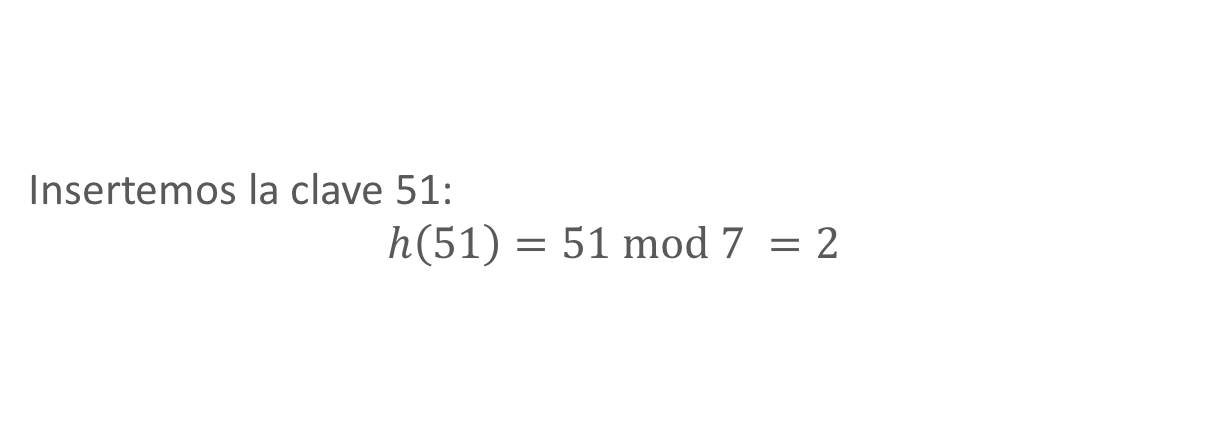 Insertemos la clave 51:
h(51) = 51 mod 7 = 2